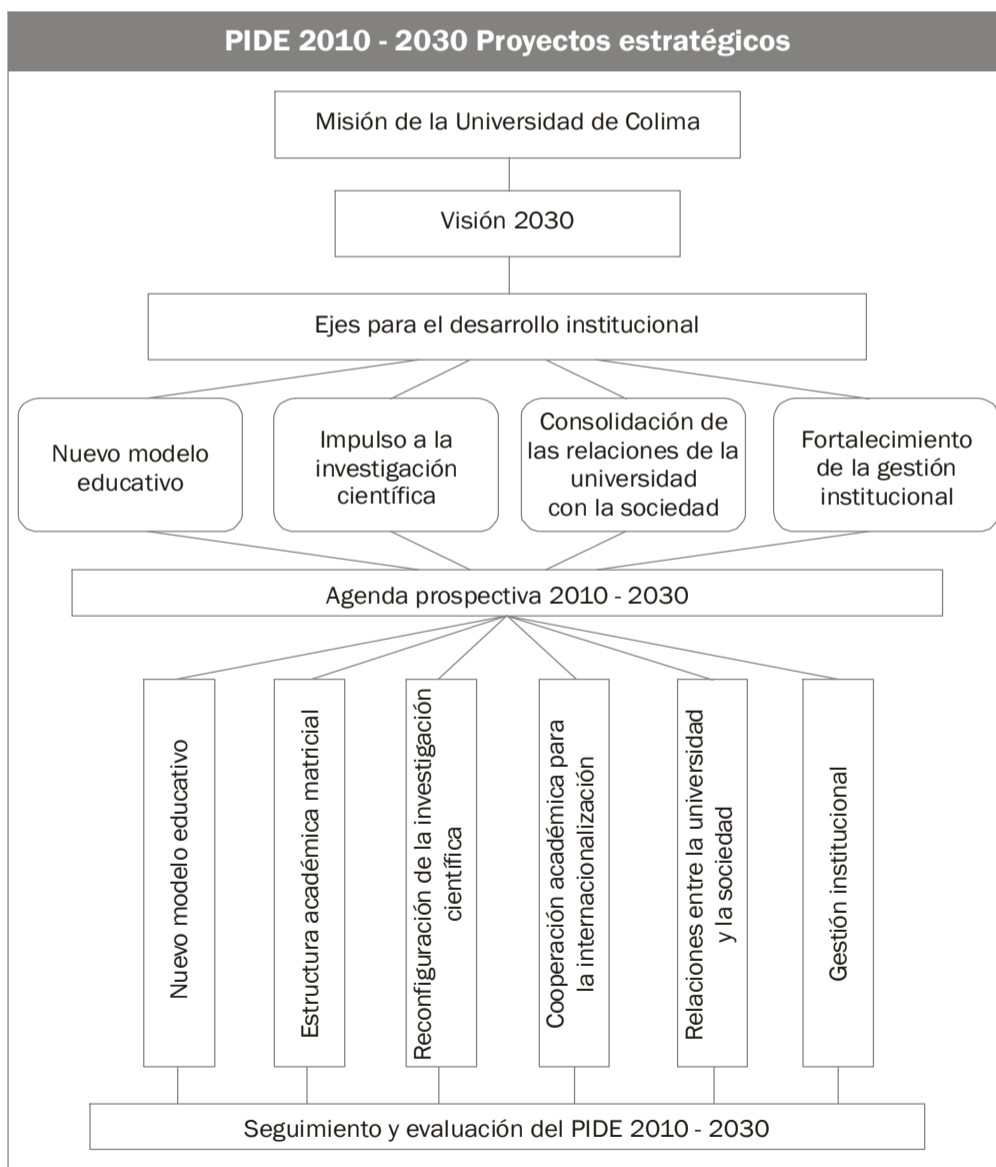 PIDE 2010 - 2030 Proyectos estratégicos
Misión de la Universidad de Colima
Visión 2030
Ejes para el desarrollo institucional
Nuevo modelo
educativo
Impulso a la
investigación
científica
Consolidación de
las relaciones de la
universidad
con la sociedad
Fortalecimiento
de la gestión
institucional
Agenda prospectiva 2010 - 2030
Nuevo modelo educativo
Estructura académica matricial
Reconfiguración de la investigación
científica
Cooperación académica para
la internacionalización
Relaciones entre la universidad
y la sociedad
Gestión institucional
Seguimiento y evaluación del PIDE 2010 - 2030